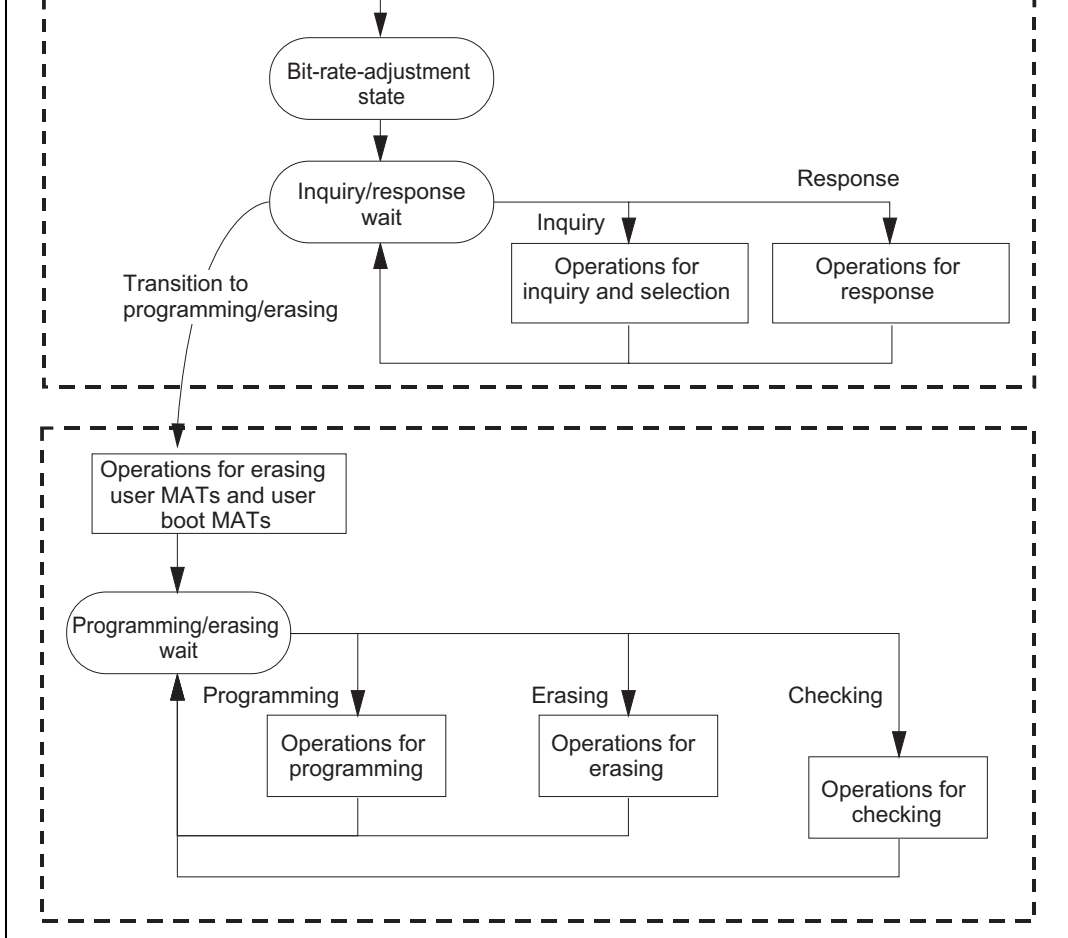 Bit-rate-adjustment
state
Inquiry/response
wait
Response
Inquiry
Operations for
inquiry and selection
Operations for
response
Transition to
programming/erasing
Operations for erasing
user MATs and user
boot MATs
Programming/erasing
wait
Programming
Erasing
Checking
Operations for
programming
Operations for
erasing
Operations for
checking